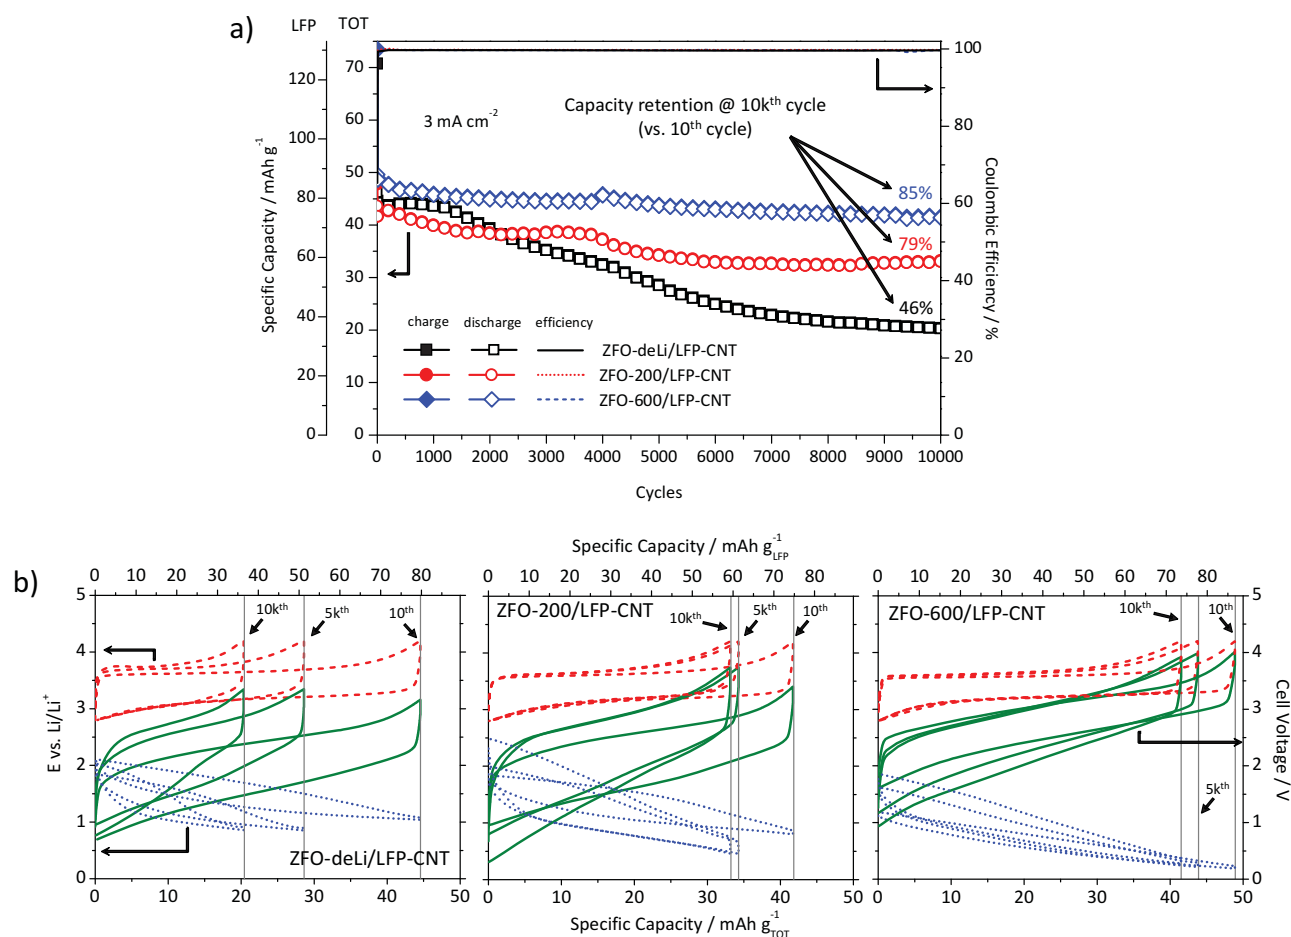 a)
LFP TOT
Specific Capacity / mAh g-1
120
100
80
60
40
20
0
70
60
50
40
30
20
10
0
3 mA cm-2
Capacity retention @ 10kth cycle
(vs. 10th cycle)
85%
79%
46%
charge discharge efficiency
ZFO-deLi/LFP-CNT
ZFO-200/LFP-CNT
ZFO-600/LFP-CNT
100
80
60
40
20
0
Coulombic Efficiency / %
0 1000 2000 3000 4000 5000 6000 7000 8000 9000 10000
Cycles
b)
Specific Capacity / mAh g-1LFP
0 10 20 30 40 50 60 70 80
0 10 20 30 40 50 60 70 80
0 10 20 30 40 50 60 70 80
E vs. Li/Li+
5
4
3
2
1
0
10kth
5kth
10th
ZFO-deLi/LFP-CNT
ZFO-200/LFP-CNT
10kth
5kth
10th
ZFO-600/LFP-CNT
10kth
10th
5kth
5
4
3
2
1
0
Cell Voltage / V
0 10 20 30 40 50
0 10 20 30 40
0 10 20 30 40 50
Specific Capacity / mAh g-1TOT